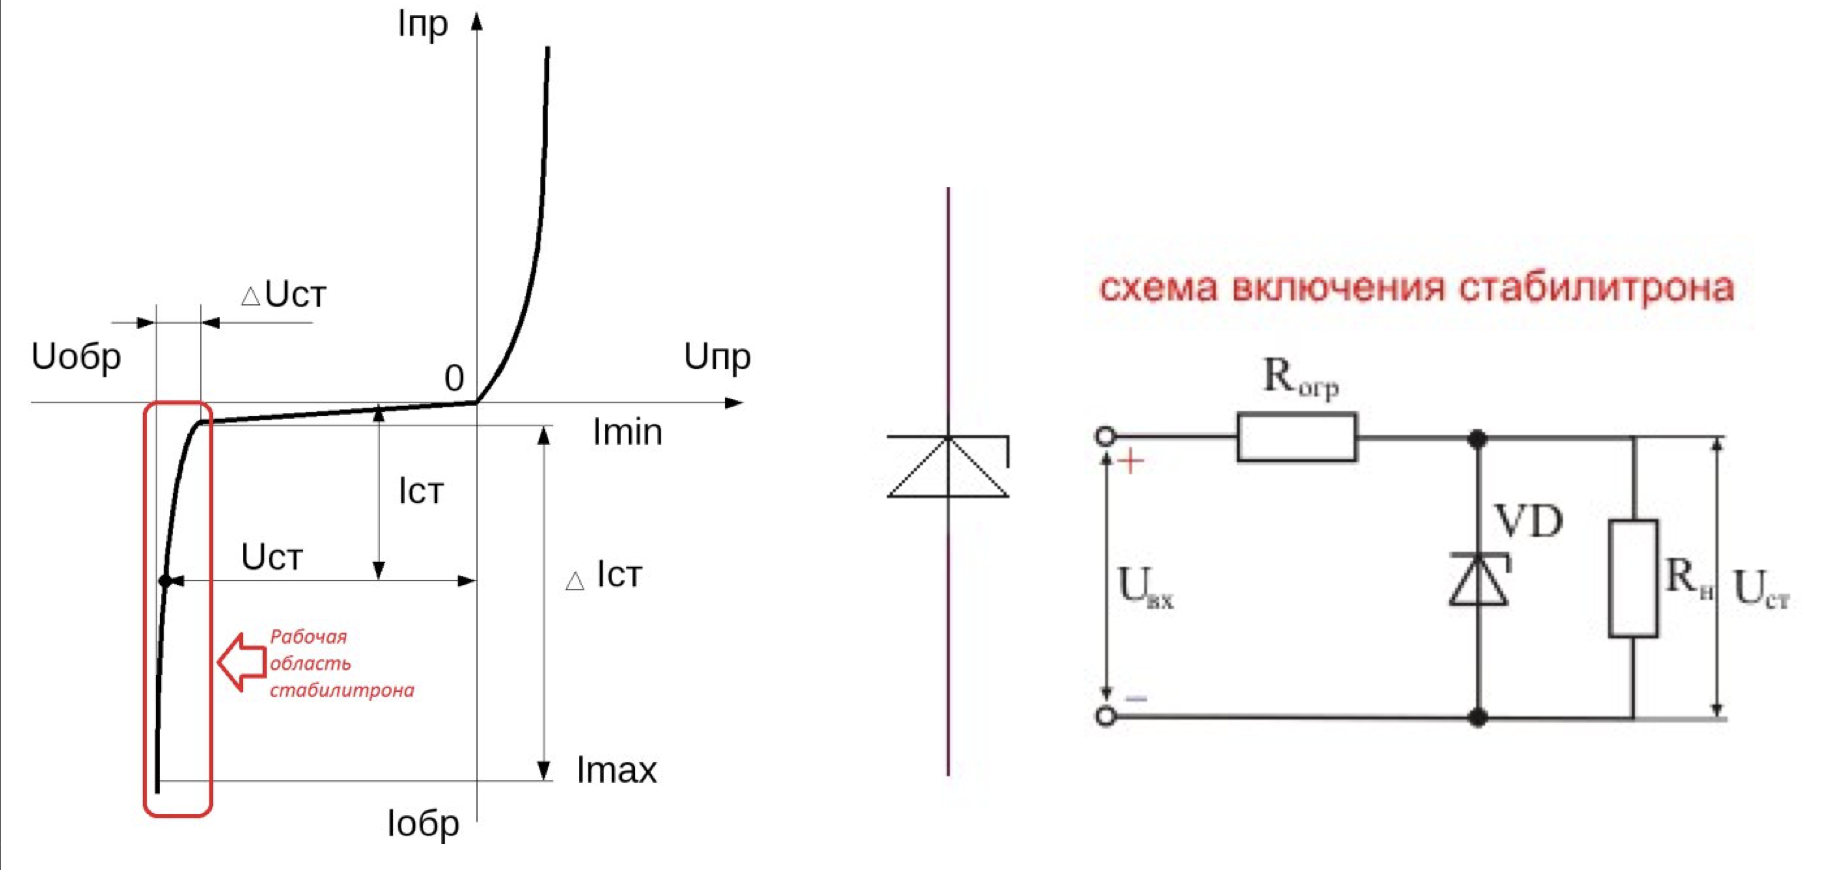 Iпр
△Uст
Uобр
Uпр
0
Imin
Iст
Uст
△ Iст
Рабочая
область
стабилитрона
Imax
Iобр
схема включения стабилитрона
Rогр
+
VD
Uвх
Rн
Uст
−